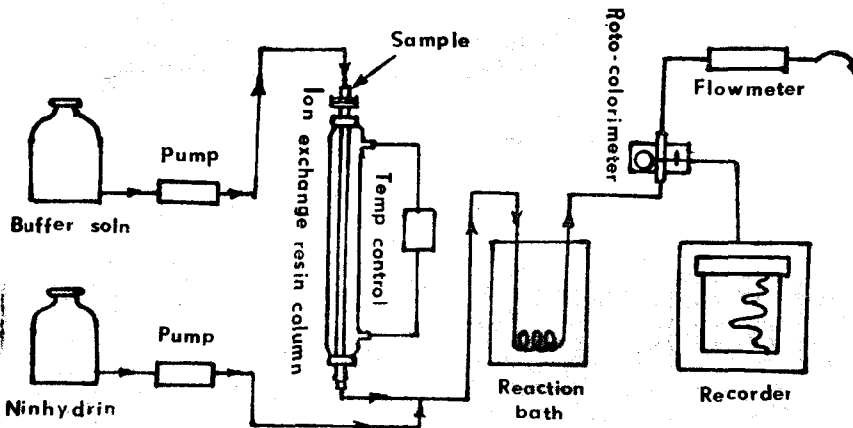 Sample
Roto-colorimeter
Flowmeter
Pump
Ion exchange resin column
Temp control
Buffer soln
Pump
Ninhydrin
Reaction
bath
Recorder